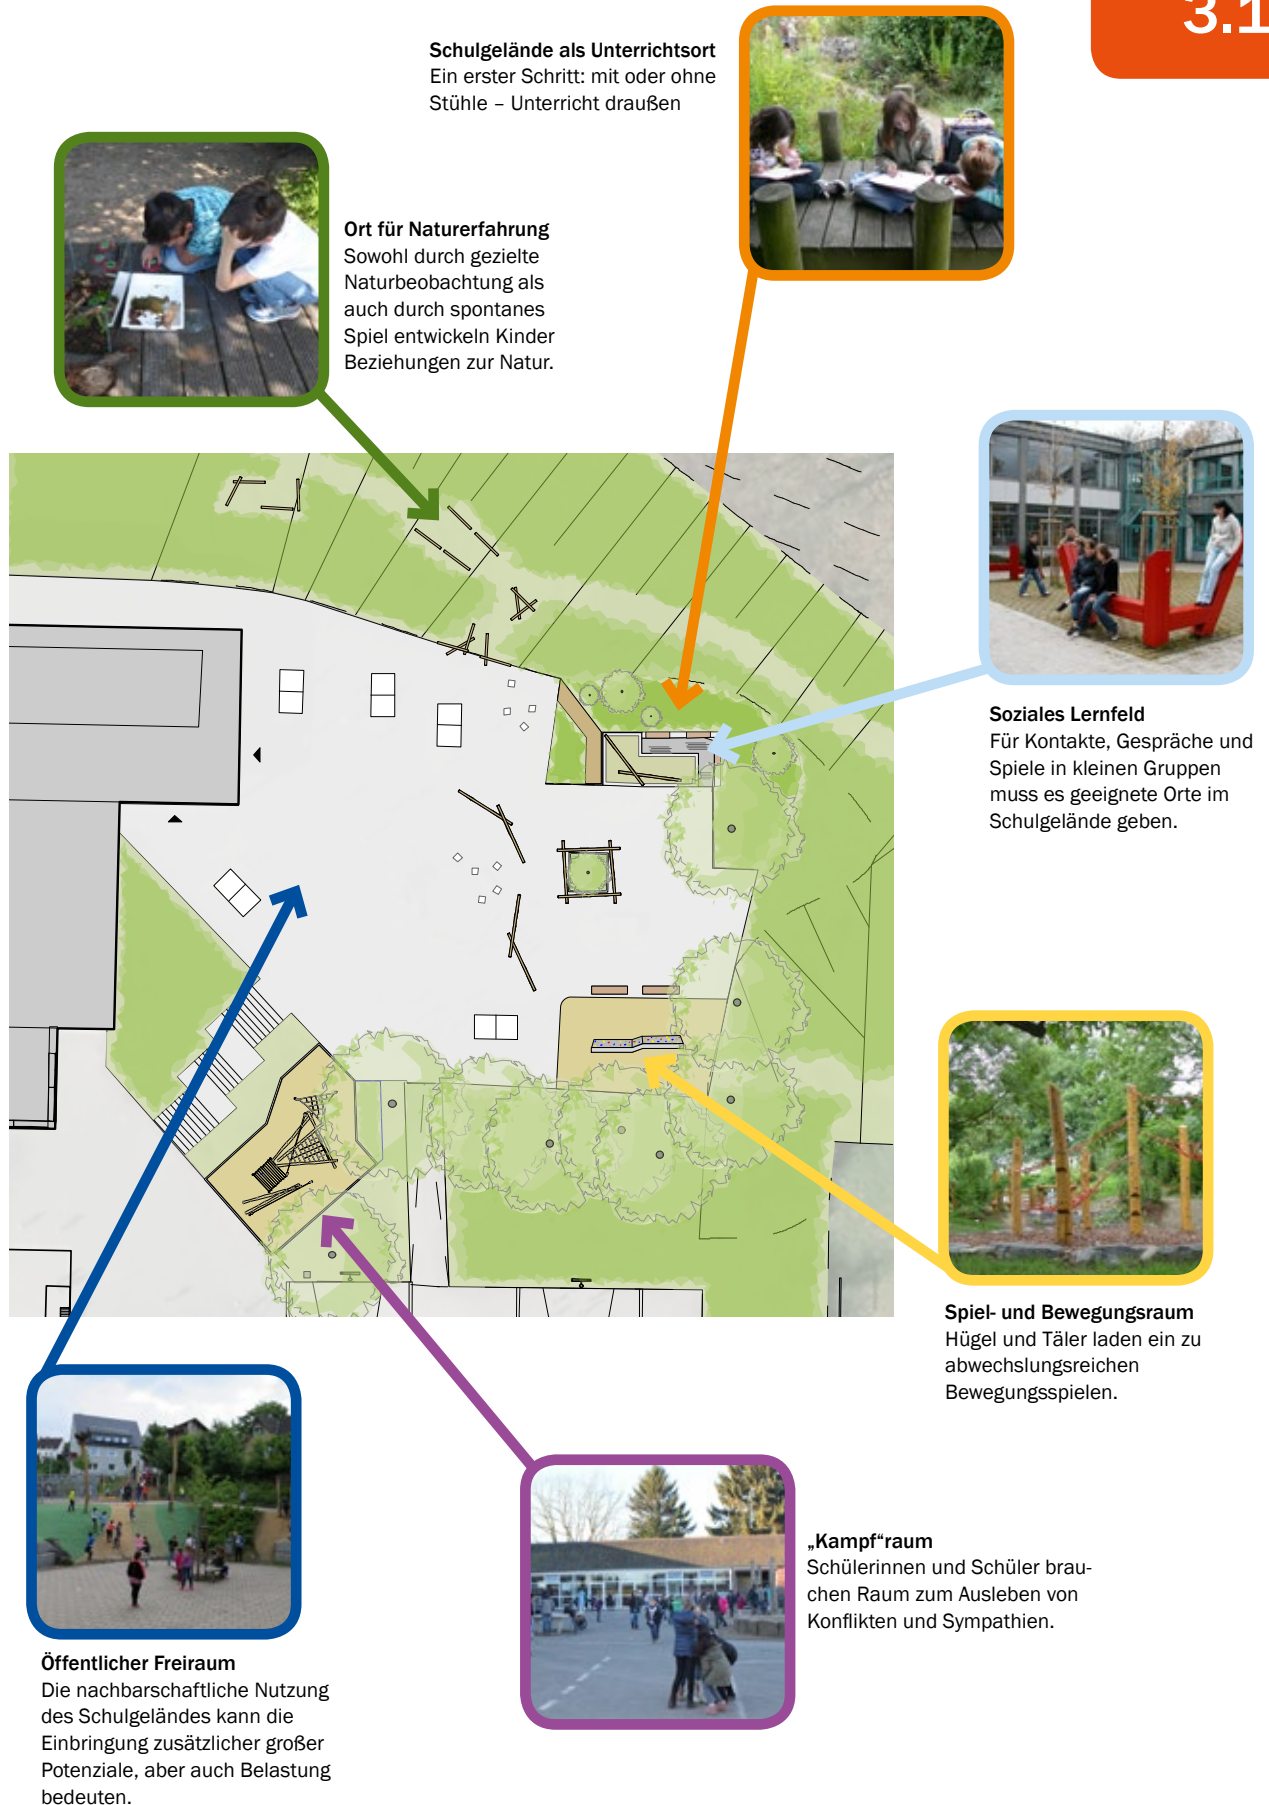 3.1
Schulgelände als Unterrichtsort
Ein erster Schritt: mit oder ohne
Stühle – Unterricht draußen
Ort für Naturerfahrung
Sowohl durch gezielte
Naturbeobachtung als
auch durch spontanes
Spiel entwickeln Kinder
Beziehungen zur Natur.
Soziales Lernfeld
Für Kontakte, Gespräche und
Spiele in kleinen Gruppen
muss es geeignete Orte im
Schulgelände geben.
Spiel- und Bewegungsraum
Hügel und Täler laden ein zu
abwechslungsreichen
Bewegungsspielen.
„Kampf“raum
Schülerinnen und Schüler brau-
chen Raum zum Ausleben von
Konflikten und Sympathien.
Öffentlicher Freiraum
Die nachbarschaftliche Nutzung
des Schulgeländes kann die
Einbringung zusätzlicher großer
Potenziale, aber auch Belastung
bedeuten.